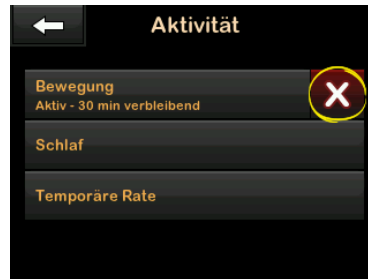 Aktivität
Bewegung
Aktiv - 30 min verbleibend
Schlaf
Temporäre Rate